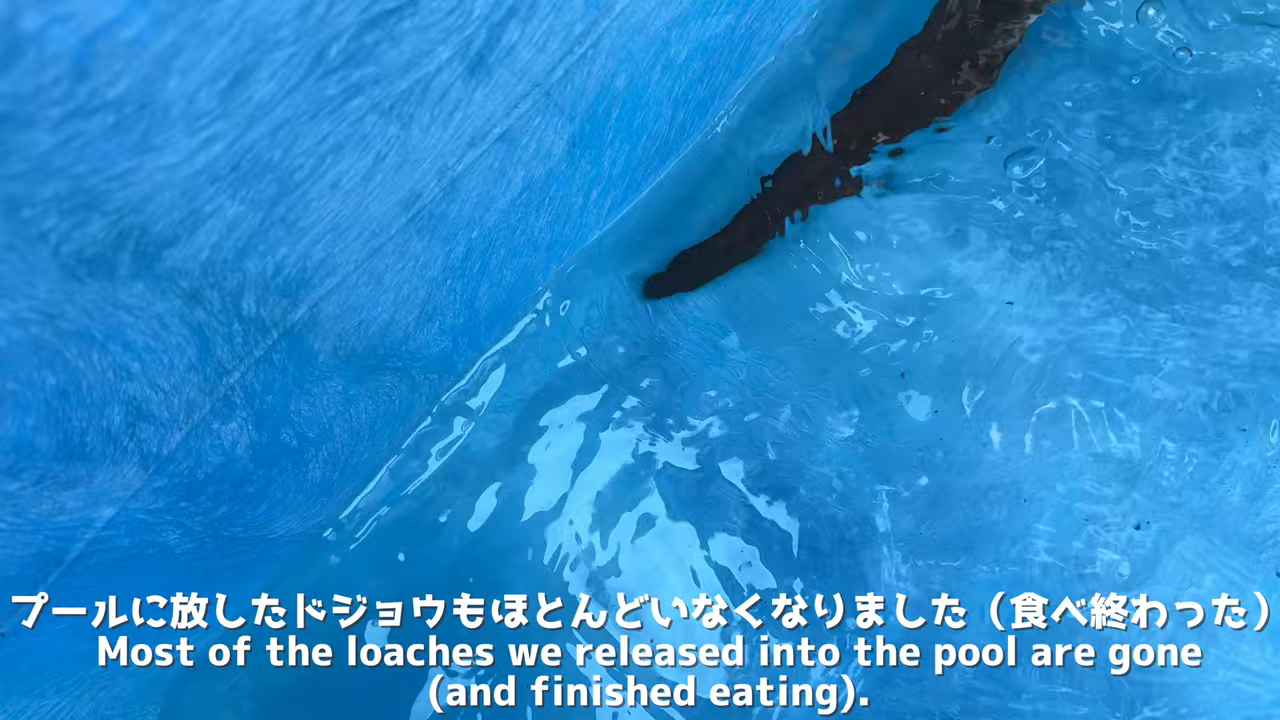 プールに放したドジョウもほとんどいなくなりました（食べ終わった）
Most of the loaches we released into the pool are gone
(and finished eating).